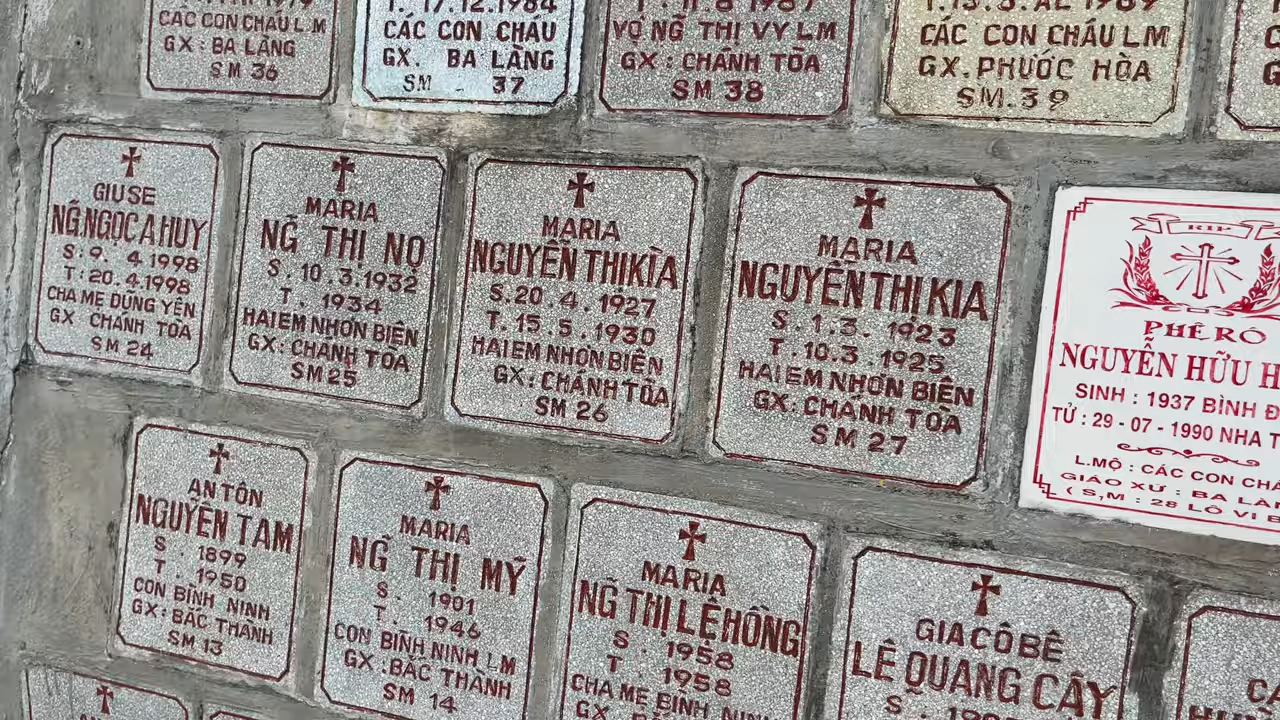 CÁC CON CHÁU L M
GX : BA LÀNG
SM 36
T. 17.12.1984
CÁC CON CHÁU
GX. BA LÀNG
SM 37
VỢ NG THỊ VY LM
GX : CHÁNH TÒA
SM 38
CÁC CON CHÁU L M
GX. PHƯỚC HÒA
SM. 39
GIUSE
NG̃.NGỌC A HUY
S : 9. 4.1998
T : 20.4.1998
CHA MẸ DŨNG YẾN
GX CHÁNH TÒA
SM 24
MARIA
NG̃ THỊ NỌ
S. 10.3.1932
T. 1934
HAI EM NHƠN BIÊN
GX: CHÁNH TÒA
SM 25
MARIA
NGUYỄN THỊ KÌA
S.20.4.1927
T.15.5.1930
HAI EM NHƠN BIÊN
GX: CHÁNH TÒA
SM 26
MARIA
NGUYỄN THỊ KIA
S.1.3.1923
T.10.3.1925
HAI EM NHƠN BIÊN
GX: CHÁNH TÒA
SM 27
RIP
PHÊ RÔ
NGUYỄN HỮU
SINH : 1937 BÌNH
TỬ : 29 - 07 - 1990 NHA
L.MỘ : CÁC CON
GIÁO XỨ : BA
( S,M : 28 LÔ VI
ANTÔN
NGUYỄN TAM
S . 1899
T . 1950
CON BỈNH NINH
GX: BẮC THÀNH
SM 13
MARIA
NG̃ THỊ MỸ
S. 1901
T. 1946
CON BỈNH NINH LM
GX: BẮC THÀNH
SM 14
MARIA
NG̃ THỊ LỆ HỒNG
S . 1958
T . 1958
CHA MẸ BỈNH NINH
GX
GIACÔBÊ
LÊ QUANG CÂY